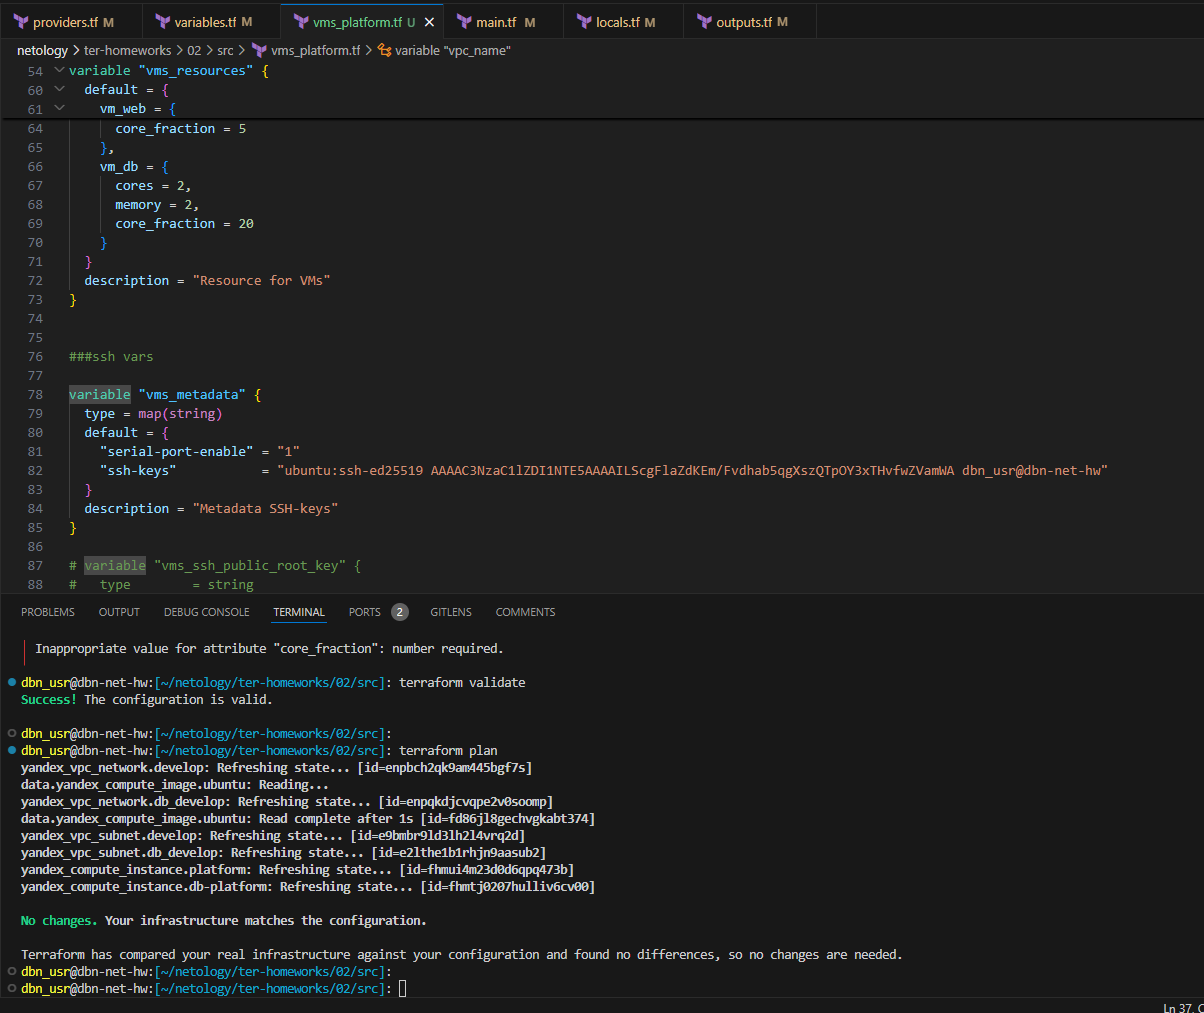 providers.tf M variables.tf M vms_platform.tf U × main.tf M locals.tf M outputs.tf M
netology > ter-homeworks > 02 > src > vms_platform.tf > variable "vpc_name"
54 variable "vms_resources" {
60 default = {
61 vm_web = {
64 core_fraction = 5
65 },
66 vm_db = {
67 cores = 2,
68 memory = 2,
69 core_fraction = 20
70 }
71 }
72 description = "Resource for VMs"
73 }
74
75
76 ###ssh vars
77
78 variable "vms_metadata" {
79 type = map(string)
80 default = {
81 "serial-port-enable" = "1"
82 "ssh-keys" = "ubuntu:ssh-ed25519 AAAAC3NzaC1lZDI1NTE5AAAAILScgFlaZdKEm/Fvdhab5qgXszQTpOY3xTHvfwZVamWA dbn_usr@dbn-net-hw"
83 }
84 description = "Metadata SSH-keys"
85 }
86
87 # variable "vms_ssh_public_root_key" {
88 # type = string
PROBLEMS OUTPUT DEBUG CONSOLE TERMINAL PORTS 2 GITLENS COMMENTS
Inappropriate value for attribute "core_fraction": number required.
dbn_usr@dbn-net-hw:[~/netology/ter-homeworks/02/src]: terraform validate
Success! The configuration is valid.
dbn_usr@dbn-net-hw:[~/netology/ter-homeworks/02/src]:
dbn_usr@dbn-net-hw:[~/netology/ter-homeworks/02/src]: terraform plan
yandex_vpc_network.develop: Refreshing state... [id=enpbch2qk9am445bgf7s]
data.yandex_compute_image.ubuntu: Reading...
yandex_vpc_network.db_develop: Refreshing state... [id=enpqkdjcvqpe2v0soomp]
data.yandex_compute_image.ubuntu: Read complete after 1s [id=fd86jl8gechvgkabt374]
yandex_vpc_subnet.develop: Refreshing state... [id=e9bmbr9ld3lh2l4vrq2d]
yandex_vpc_subnet.db_develop: Refreshing state... [id=e2lthe1b1rhjn9aasub2]
yandex_compute_instance.platform: Refreshing state... [id=fhmui4m23d0d6qpq473b]
yandex_compute_instance.db-platform: Refreshing state... [id=fhmtj0207hulliv6cv00]
No changes. Your infrastructure matches the configuration.
Terraform has compared your real infrastructure against your configuration and found no differences, so no changes are needed.
dbn_usr@dbn-net-hw:[~/netology/ter-homeworks/02/src]:
dbn_usr@dbn-net-hw:[~/netology/ter-homeworks/02/src]:
Ln 37, C